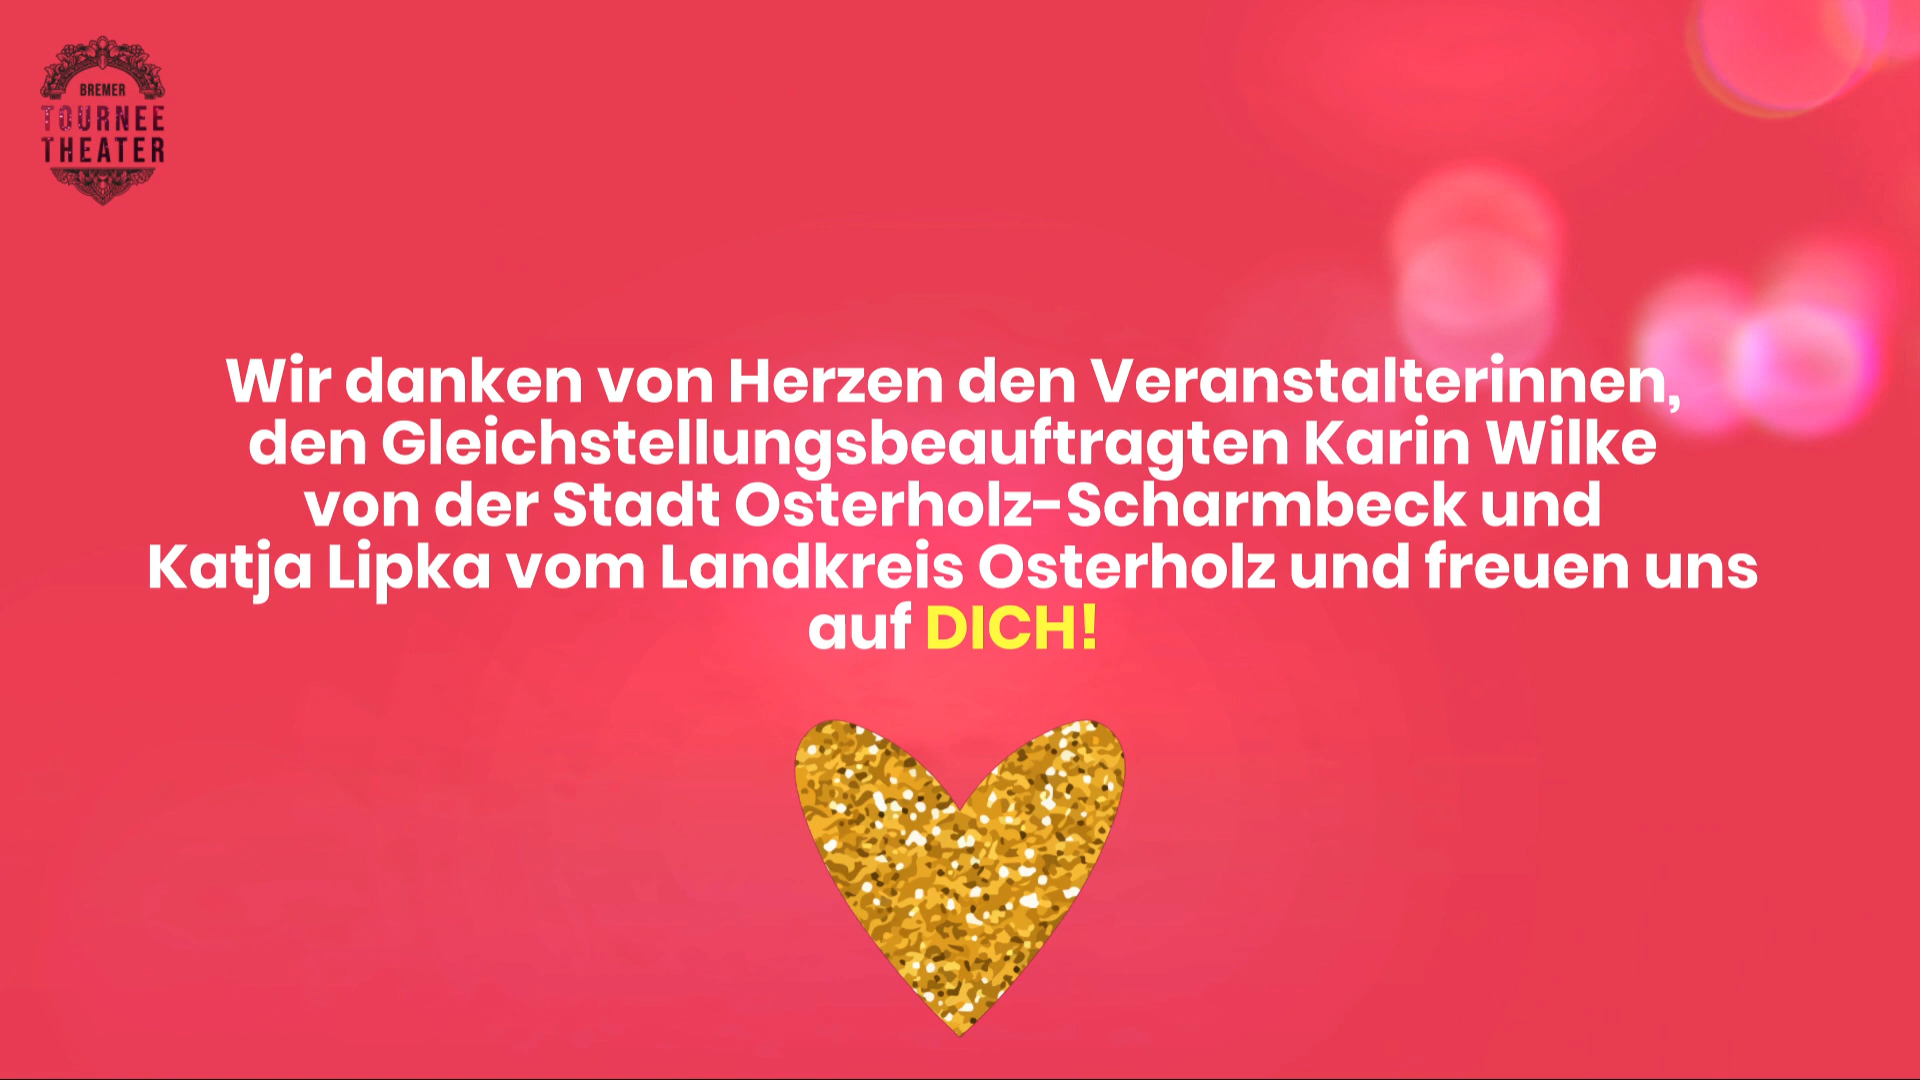 BREMER
TOURNEE
THEATER
Wir danken von Herzen den Veranstalterinnen,
den Gleichstellungsbeauftragten Karin Wilke
von der Stadt Osterholz-Scharmbeck und
Katja Lipka vom Landkreis Osterholz und freuen uns
auf DICH!